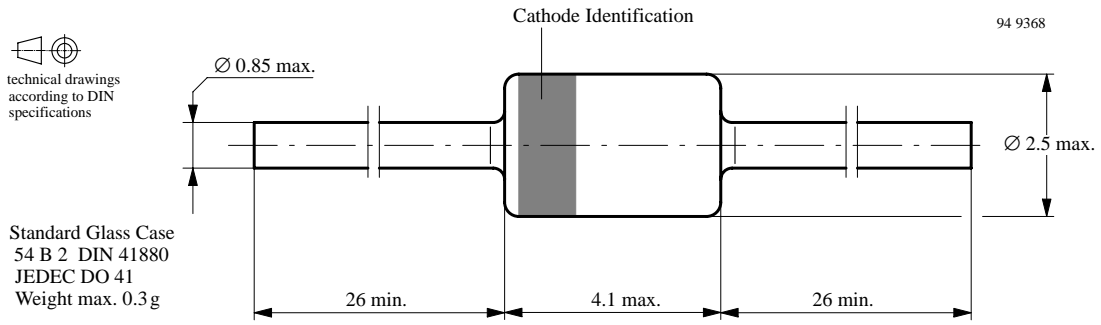 Cathode Identification
94 9368
technical drawings
according to DIN
specifications
∅ 0.85 max.
∅ 2.5 max.
Standard Glass Case
54 B 2 DIN 41880
JEDEC DO 41
Weight max. 0.3 g
26 min.
4.1 max.
26 min.